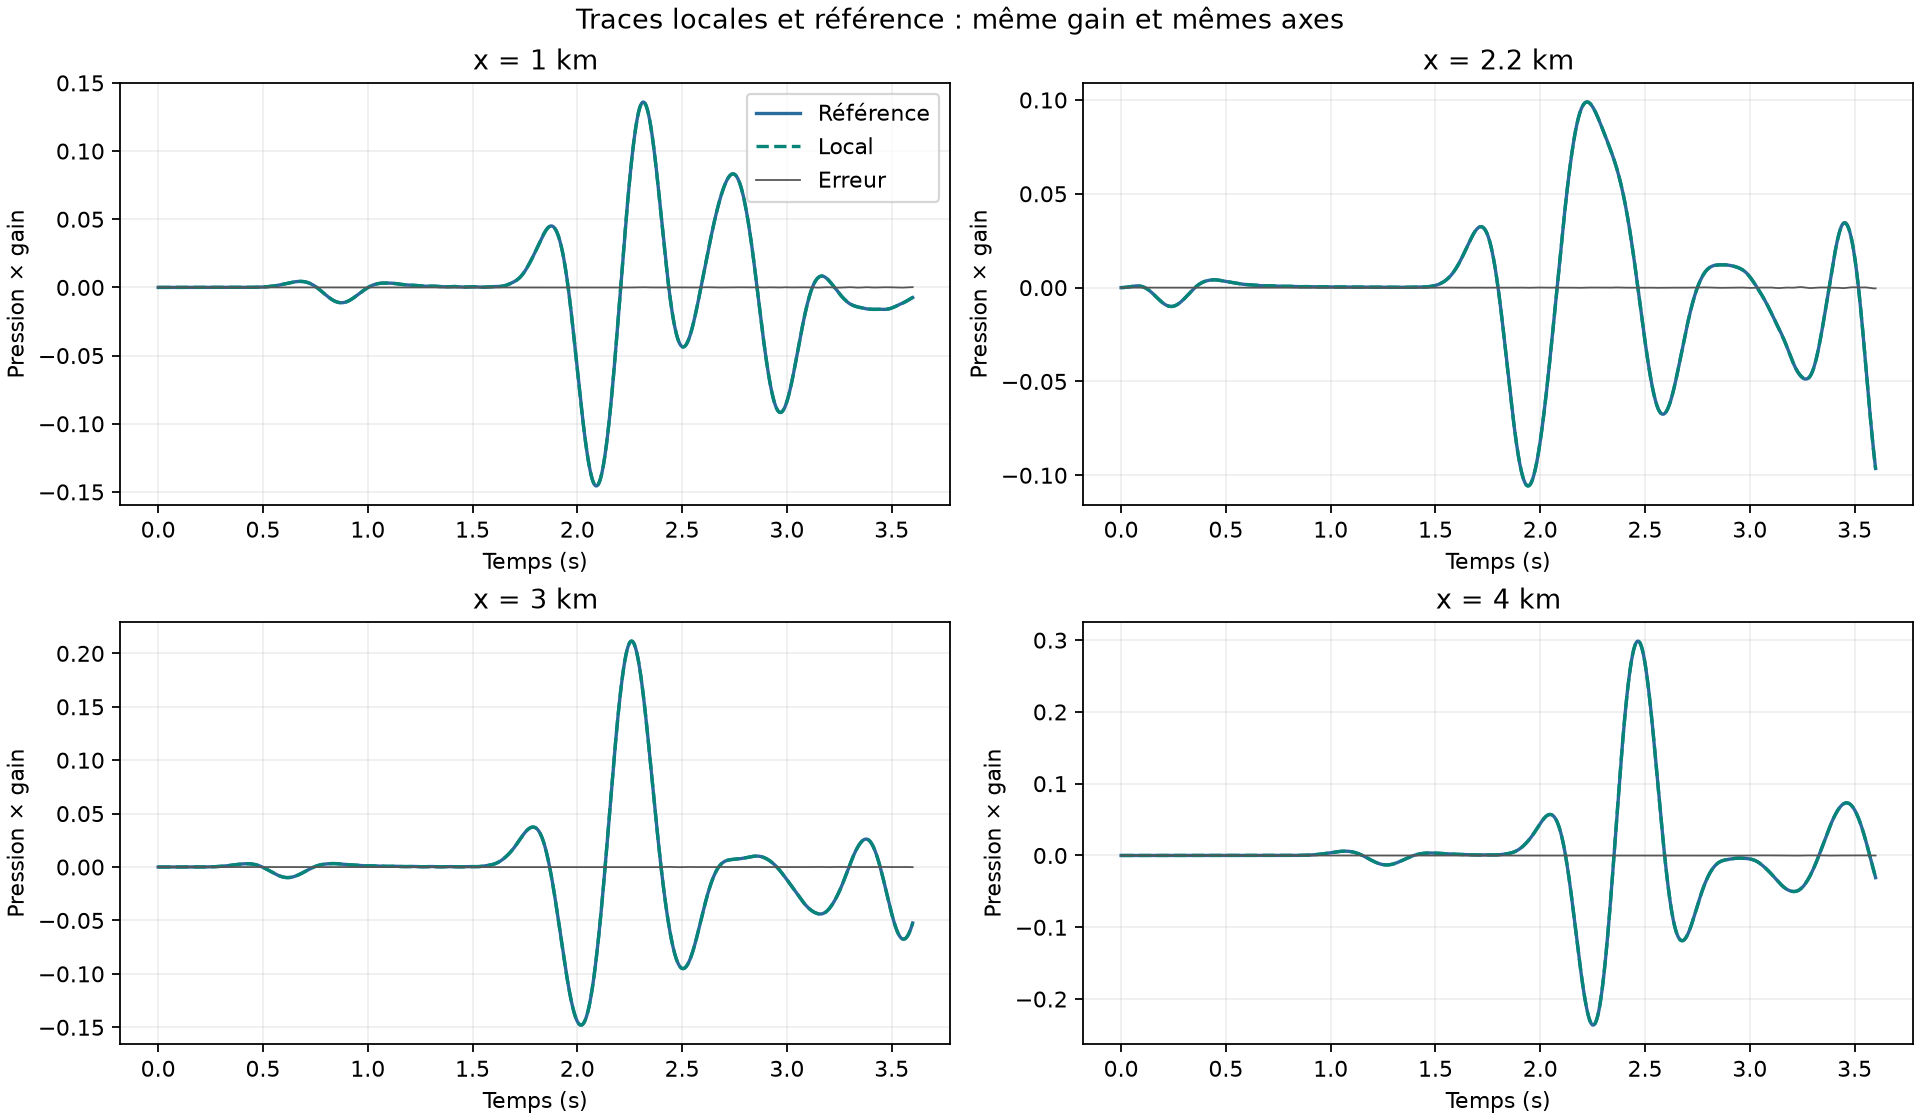 Traces locales et référence : même gain et mêmes axes
x = 1 km
0.15
0.10
0.05
0.00
−0.05
−0.10
−0.15
Pression × gain
Référence
Local
Erreur
0.0 0.5 1.0 1.5 2.0 2.5 3.0 3.5
Temps (s)
x = 2.2 km
0.10
0.05
0.00
−0.05
−0.10
Pression × gain
0.0 0.5 1.0 1.5 2.0 2.5 3.0 3.5
Temps (s)
x = 3 km
0.20
0.15
0.10
0.05
0.00
−0.05
−0.10
−0.15
Pression × gain
0.0 0.5 1.0 1.5 2.0 2.5 3.0 3.5
Temps (s)
x = 4 km
0.3
0.2
0.1
0.0
−0.1
−0.2
Pression × gain
0.0 0.5 1.0 1.5 2.0 2.5 3.0 3.5
Temps (s)